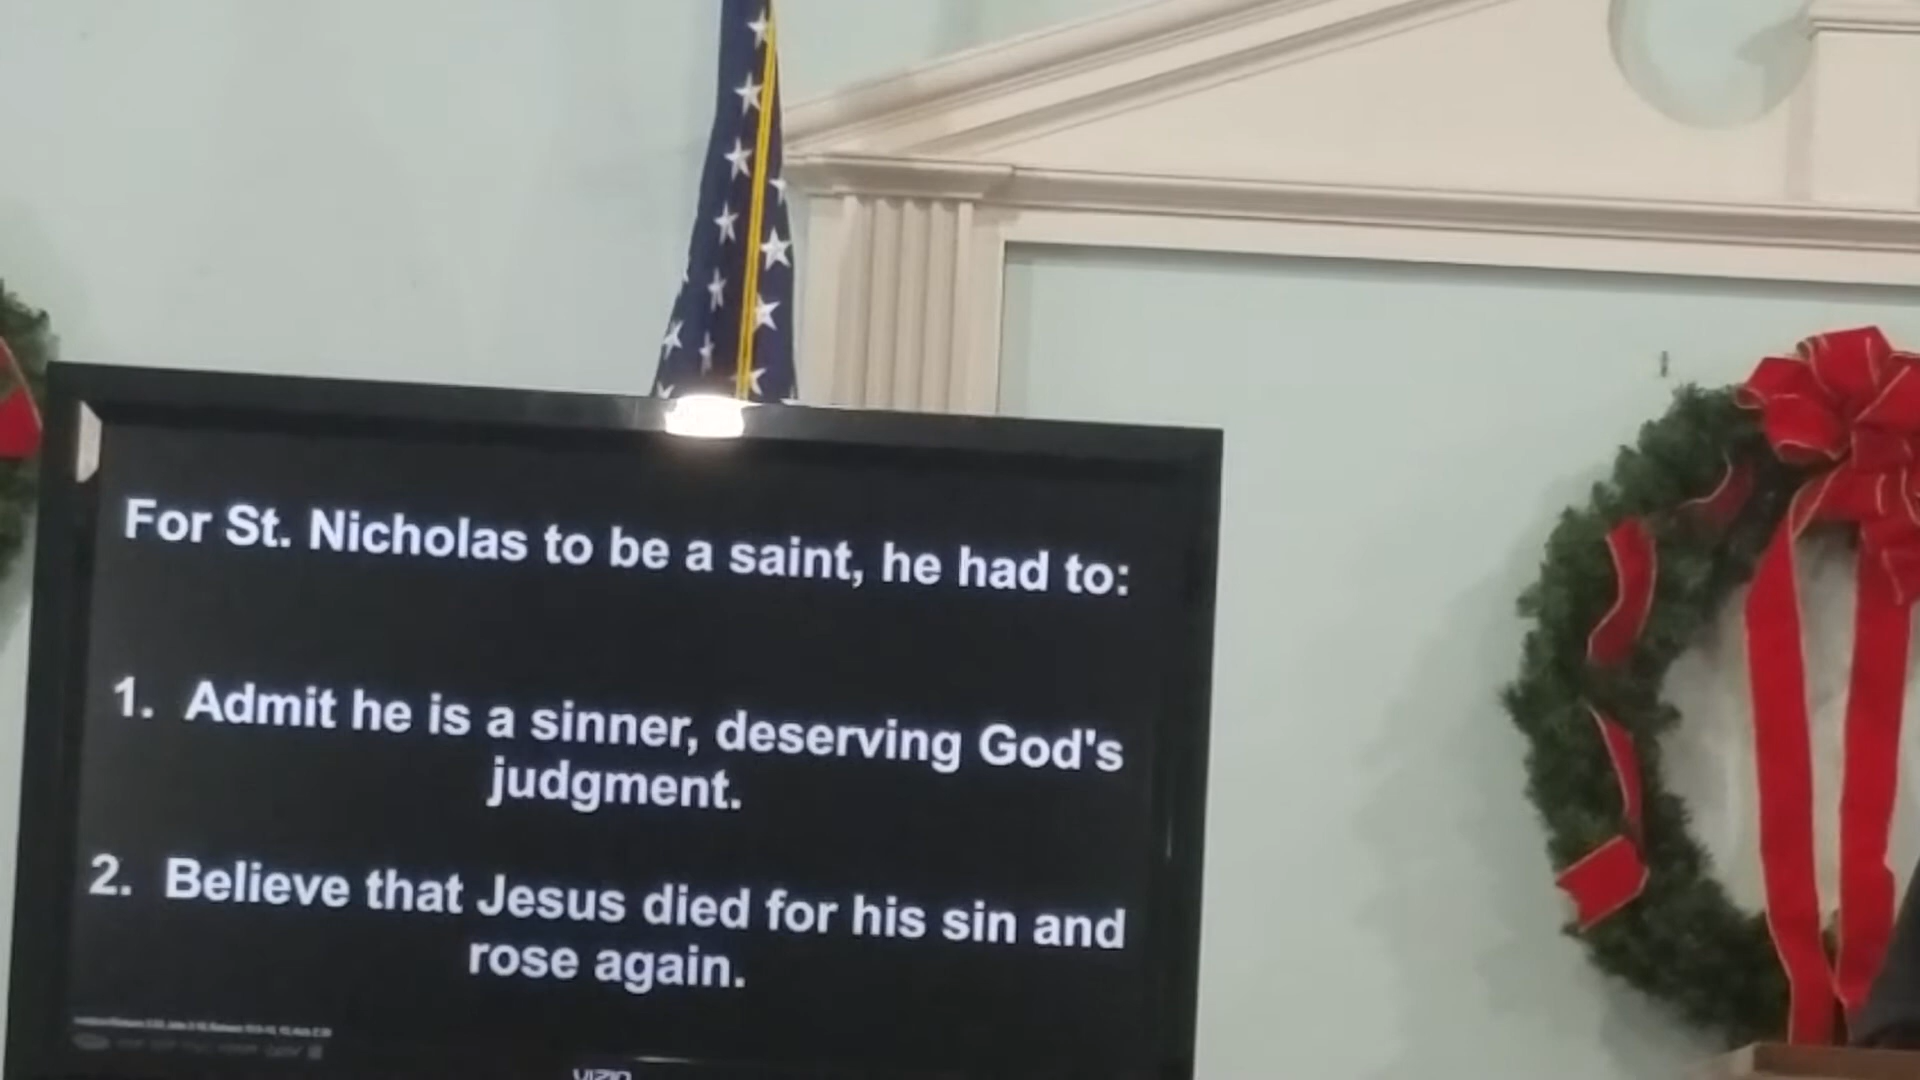 For St. Nicholas to be a saint, he had to:
1. Admit he is a sinner, deserving God's
judgment.
2. Believe that Jesus died for his sin and
rose again.
VIZIO